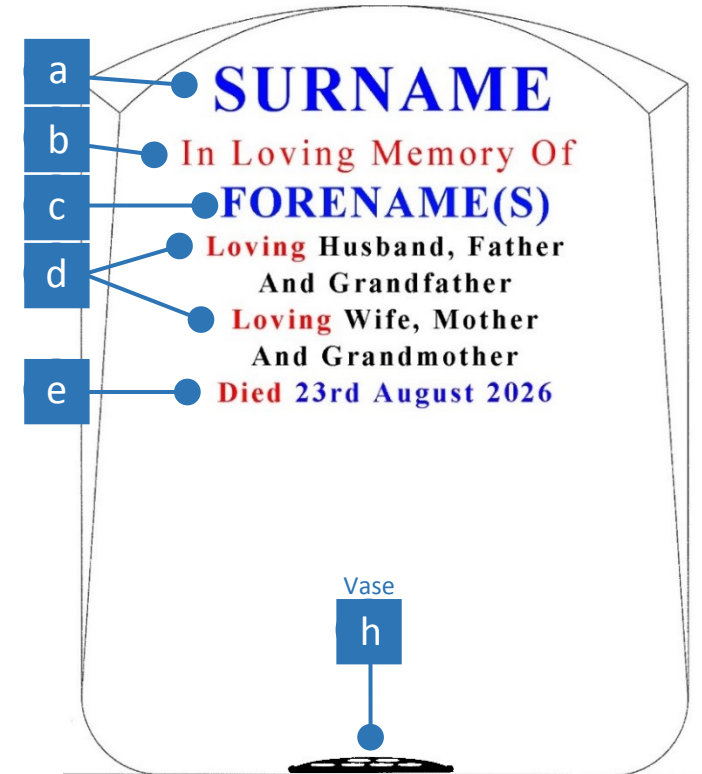 a
SURNAME
b
In Loving Memory Of
c
FORENAME(S)
d
Loving Husband, Father
And Grandfather
Loving Wife, Mother
And Grandmother
e
Died 23rd August 2026
Vase
h